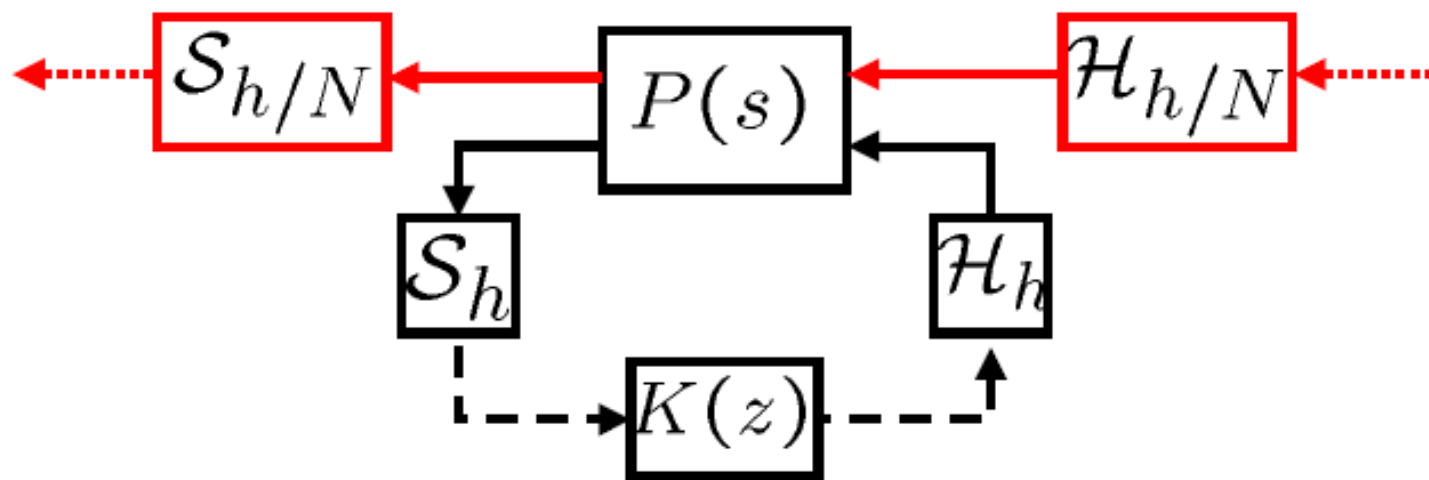 𝒮_{h/N}
P(s)
ℋ_{h/N}
𝒮_h
ℋ_h
K(z)